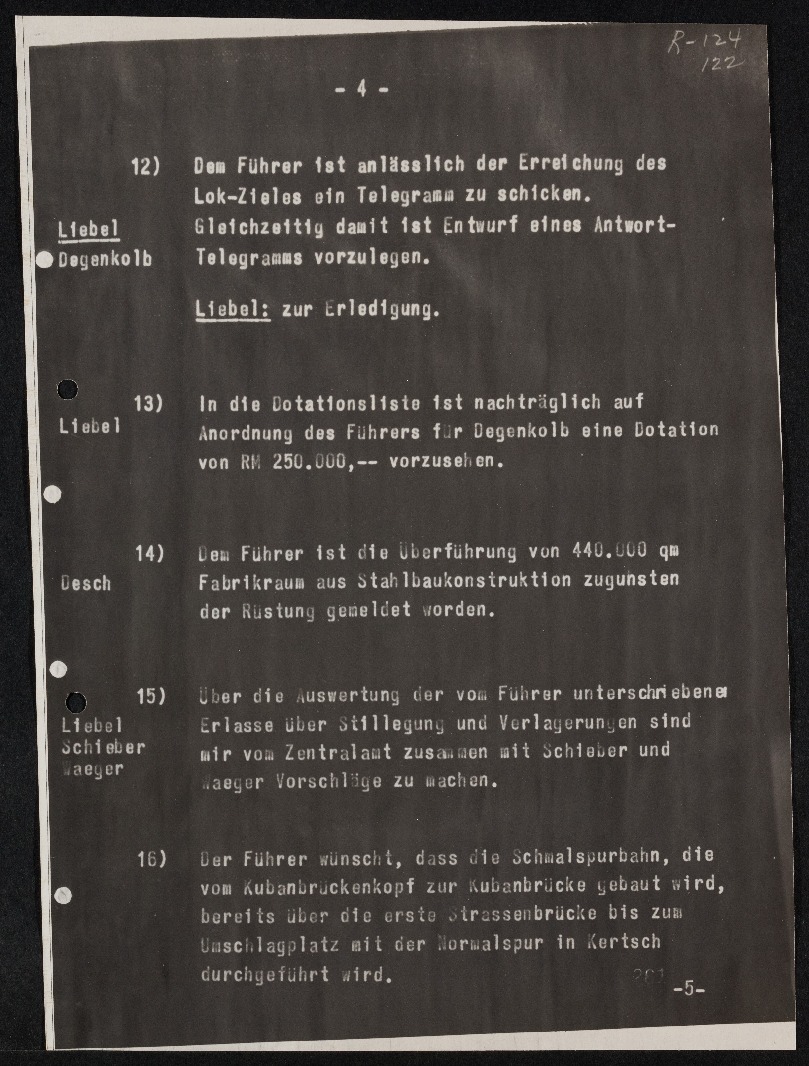 R-124
122
- 4 -
12) Dem Führer ist anlässlich der Erreichung des
Lok-Zieles ein Telegramm zu schicken.
Liebel Gleichzeitig damit ist Entwurf eines Antwort-
Degenkolb Telegramms vorzulegen.
Liebel: zur Erledigung.
13) In die Dotationsliste ist nachträglich auf
Liebel Anordnung des Führers für Degenkolb eine Dotation
von RM 250.000,-- vorzusehen.
14) Dem Führer ist die Überführung von 440.000 qm
Desch Fabrikraum aus Stahlbaukonstruktion zugunsten
der Rüstung gemeldet worden.
15) Über die Auswertung der vom Führer unterschriebenen
Liebel Erlasse über Stillegung und Verlagerungen sind
Schieber mir vom Zentralamt zusammen mit Schieber und
Waeger Waeger Vorschläge zu machen.
16) Der Führer wünscht, dass die Schmalspurbahn, die
vom Kubanbrückenkopf zur Kubanbrücke gebaut wird,
bereits über die erste Strassenbrücke bis zum
Umschlagplatz mit der Normalspur in Kertsch
durchgeführt wird.
-5-